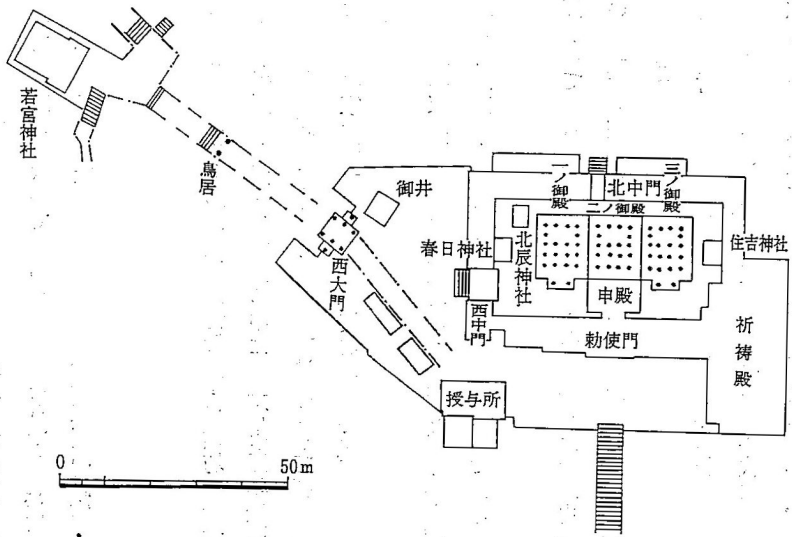 若宮神社
鳥居
西大門
御井
一ノ御殿
北中門
三ノ御殿
二ノ御殿
春日神社
北辰神社
住吉神社
申殿
西中門
勅使門
祈祷殿
授与所
0 50m